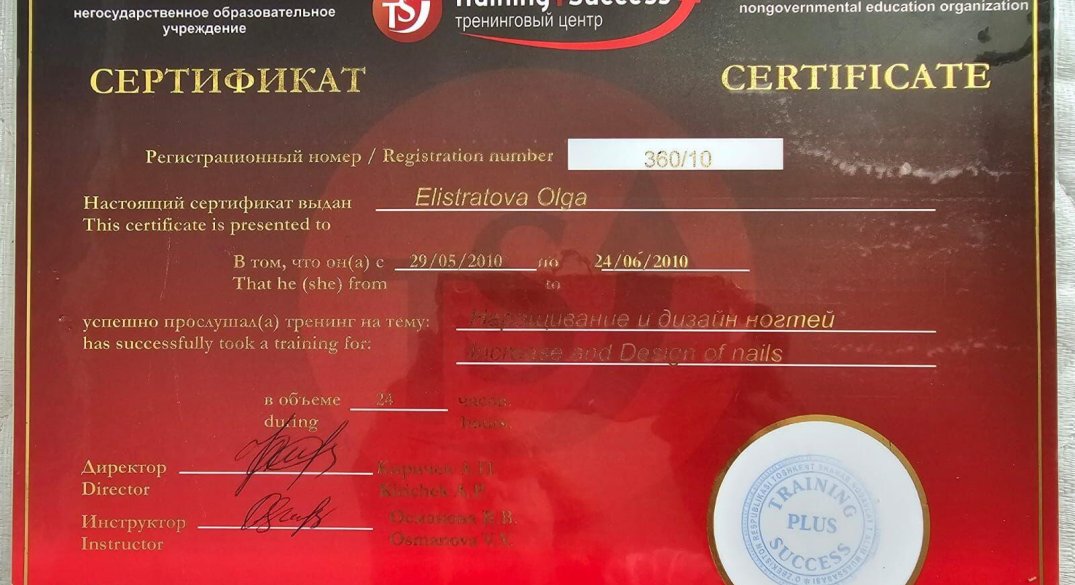 негосударственное образовательное
учреждение
тренинговый центр
nongovernmental education organization
СЕРТИФИКАТ
CERTIFICATE
Регистрационный номер / Registration number 360/10
Настоящий сертификат выдан Elistratova Olga
This certificate is presented to
В том, что он(а) с 29/05/2010 по 24/06/2010
That he (she) from to
успешно прослушал(а) тренинг на тему: Наращивание и дизайн ногтей
has successfully took a training for: Increase and Design of nails
в объеме 24 часов.
during hours.
Директор
Director Kirichek
Инструктор
Instructor Osmanova
TRAINING
PLUS
SUCCESS